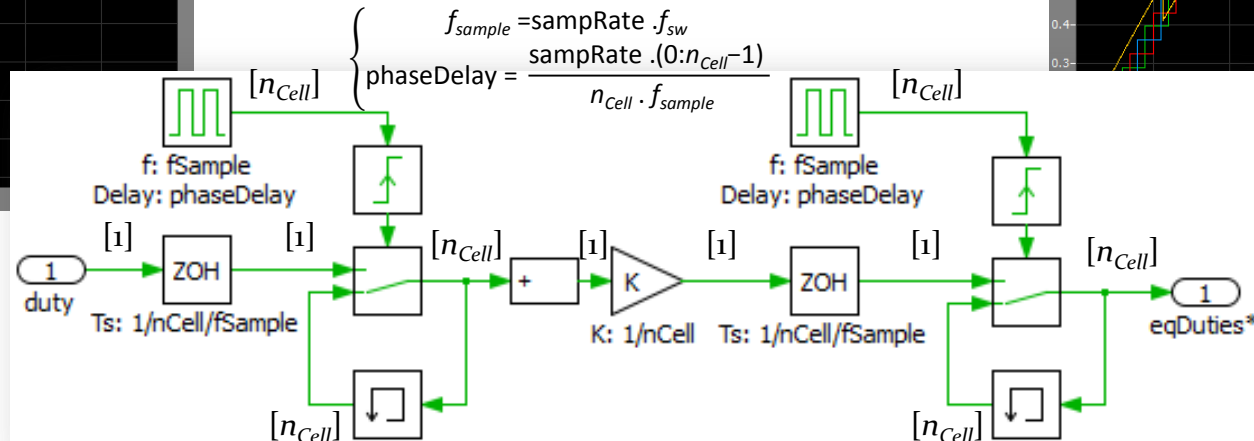 f_sample =sampRate .f_sw
0.4
phaseDelay = sampRate .(0:n_Cell−1)
n_Cell . f_sample
0.3
[n_Cell]
[n_Cell]
f: fSample
Delay: phaseDelay
f: fSample
Delay: phaseDelay
[1]
[1]
[n_Cell]
[1]
[1]
[1]
[n_Cell]
1
ZOH
+
K
ZOH
1
duty
Ts: 1/nCell/fSample
K: 1/nCell
Ts: 1/nCell/fSample
eqDuties*
[n_Cell]
[n_Cell]